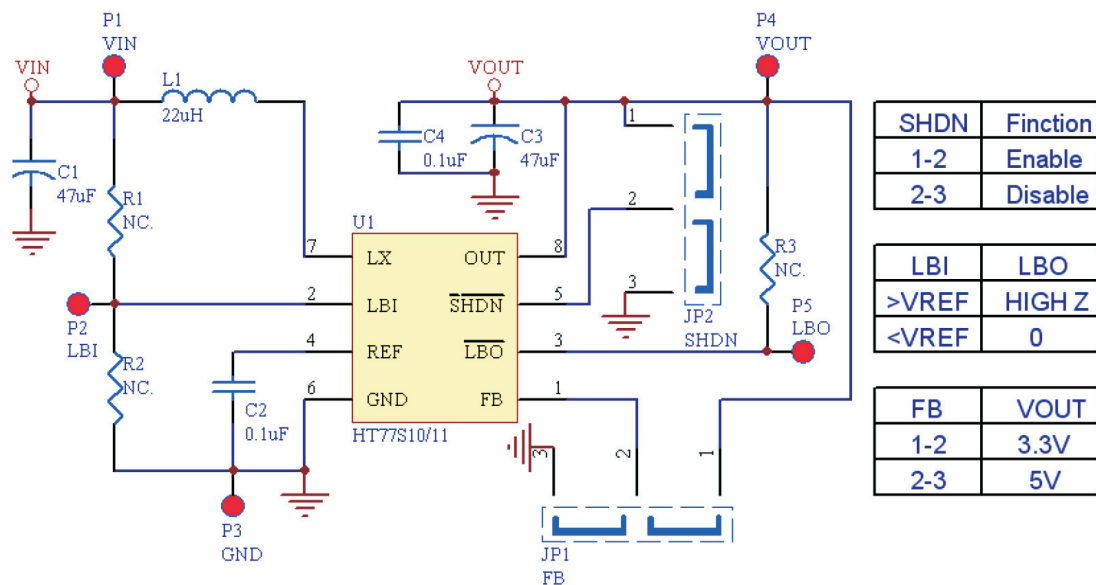 P1
VIN
VIN
L1
22uH
C1
47uF
R1
NC.
P2
LBI
R2
NC.
C2
0.1uF
P3
GND
VOUT
C4
0.1uF
C3
47uF
P4
VOUT
U1
7 LX OUT 8
2 LBI SHDN 5
4 REF LBO 3
6 GND FB 1
HT77S10/11
1
2
3
JP2
SHDN
R3
NC.
P5
LBO
3 2 1
JP1
FB
SHDN Finction
1-2 Enable
2-3 Disable
LBI LBO
>VREF HIGH Z
<VREF 0
FB VOUT
1-2 3.3V
2-3 5V